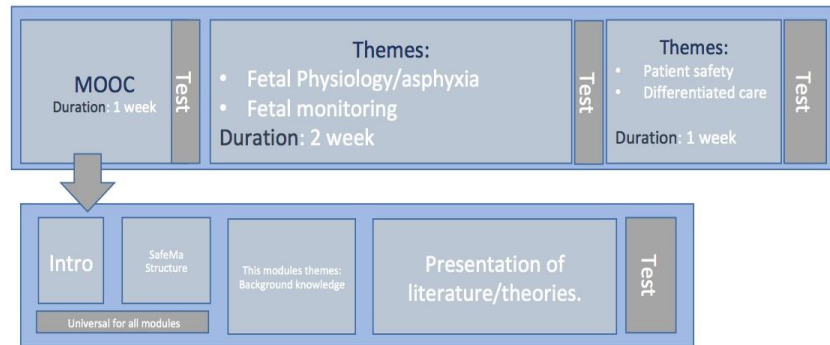 MOOC
Duration: 1 week
Test
Themes:
• Fetal Physiology/asphyxia
• Fetal monitoring
Duration: 2 week
Test
Themes:
• Patient safety
• Differentiated care
Duration: 1 week
Test
Intro
SafeMa
Structure
Universal for all modules
This modules themes:
Background knowledge
Presentation of
literature/theories.
Test